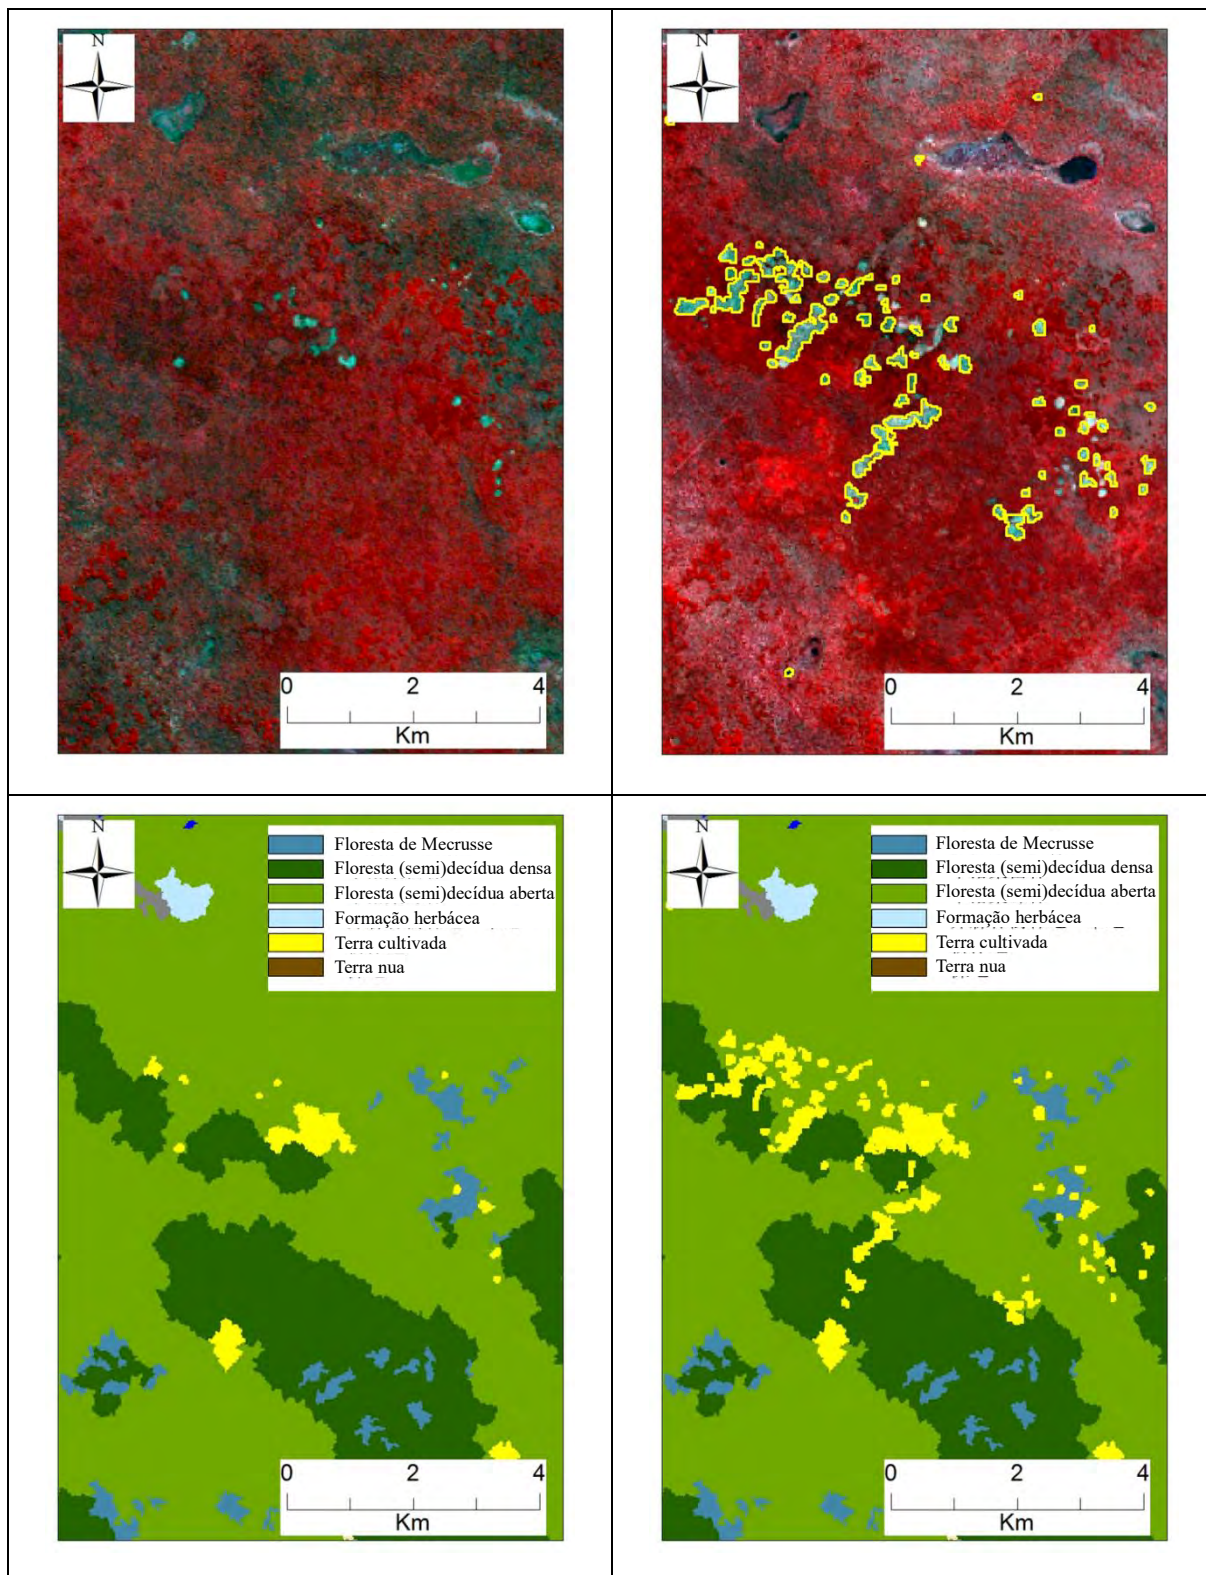 N
0 2 4
Km
N
0 2 4
Km
N
Floresta de Mecrusse
Floresta (semi)decídua densa
Floresta (semi)decídua aberta
Formação herbácea
Terra cultivada
Terra nua
0 2 4
Km
N
Floresta de Mecrusse
Floresta (semi)decídua densa
Floresta (semi)decídua aberta
Formação herbácea
Terra cultivada
Terra nua
0 2 4
Km